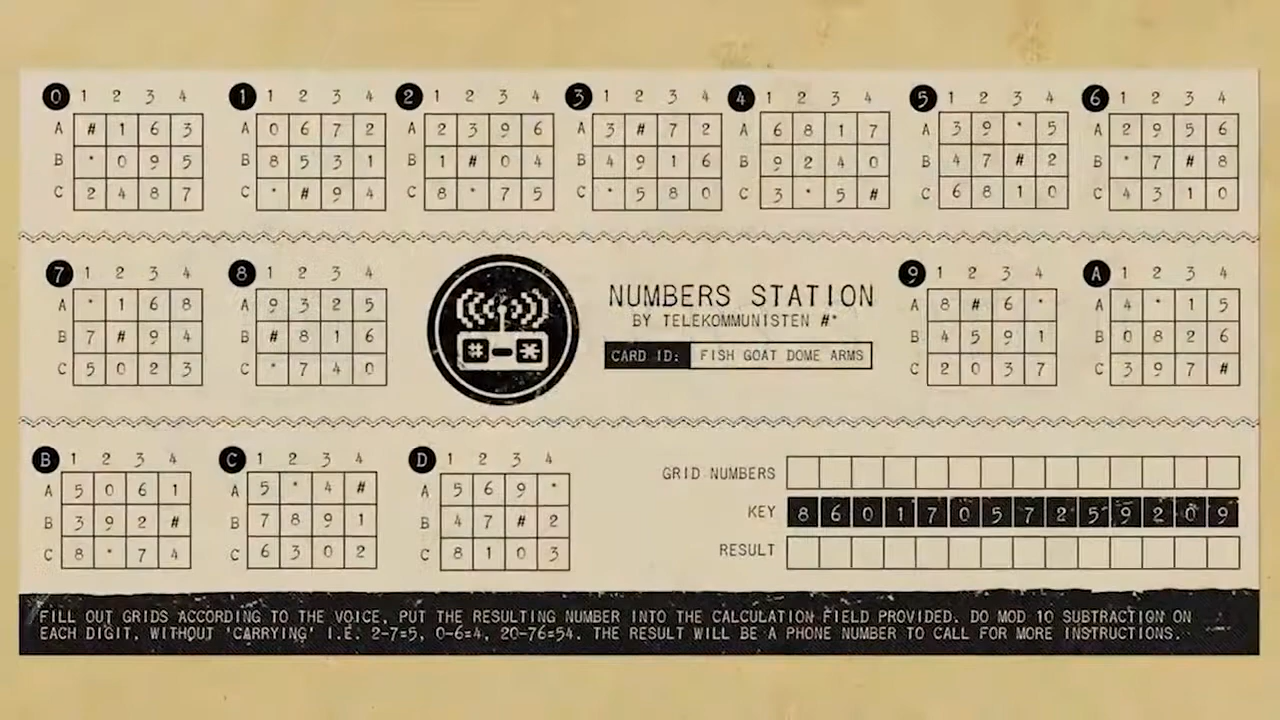 0 1 2 3 4 1 1 2 3 4 2 1 2 3 4 3 1 2 3 4 4 1 2 3 4 5 1 2 3 4 6 1 2 3 4
A # 1 6 3 A 0 6 7 2 A 2 3 9 6 A 3 # 7 2 A 6 8 1 7 A 3 9 * 5 A 2 9 5 6
B * 0 9 5 B 8 5 3 1 B 1 # 0 4 B 4 9 1 6 B 9 2 4 0 B 4 7 # 2 B * 7 # 8
C 2 4 8 7 C * # 9 4 C 8 * 7 5 C * 5 8 0 C 3 * 5 # C 6 8 1 0 C 4 3 1 0
7 1 2 3 4 8 1 2 3 4 9 1 2 3 4 A 1 2 3 4
A * 1 6 8 A 9 3 2 5 A 8 # 6 * A 4 * 1 5
B 7 # 9 4 B # 8 1 6 B 4 5 9 1 B 0 8 2 6
C 5 0 2 3 C * 7 4 0 C 2 0 3 7 C 3 9 7 #
# *
NUMBERS STATION
BY TELEKOMMUNISTEN #*
CARD ID: FISH GOAT DOME ARMS
B 1 2 3 4 C 1 2 3 4 D 1 2 3 4
A 5 0 6 1 A 5 * 4 # A 5 6 9 *
B 3 9 2 # B 7 8 9 1 B 4 7 # 2
C 8 * 7 4 C 6 3 0 2 C 8 1 0 3
GRID NUMBERS
KEY 8 6 0 1 7 0 5 7 2 5 9 2 0 9
RESULT
FILL OUT GRIDS ACCORDING TO THE VOICE, PUT THE RESULTING NUMBER INTO THE CALCULATION FIELD PROVIDED. DO MOD 10 SUBTRACTION ON
EACH DIGIT, WITHOUT 'CARRYING' I.E. 2-7=5, 0-6=4, 20-76=54. THE RESULT WILL BE A PHONE NUMBER TO CALL FOR MORE INSTRUCTIONS.